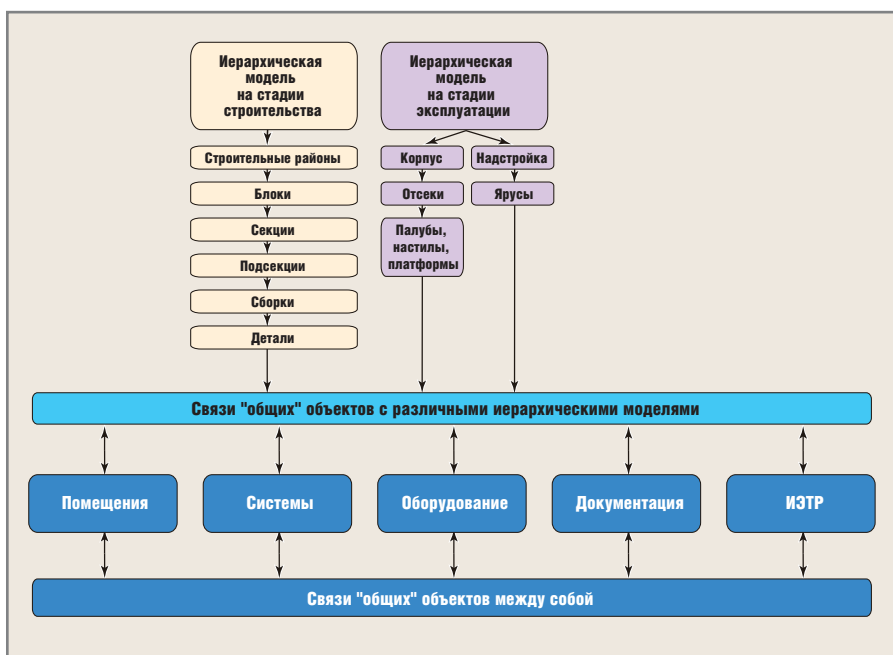 Иерархическая
модель
на стадии
строительства
Строительные районы
Блоки
Секции
Подсекции
Сборки
Детали
Иерархическая
модель
на стадии
эксплуатации
Корпус
Надстройка
Отсеки
Ярусы
Палубы,
настилы,
платформы
Связи "общих" объектов с различными иерархическими моделями
Помещения
Системы
Оборудование
Документация
ИЭТР
Связи "общих" объектов между собой